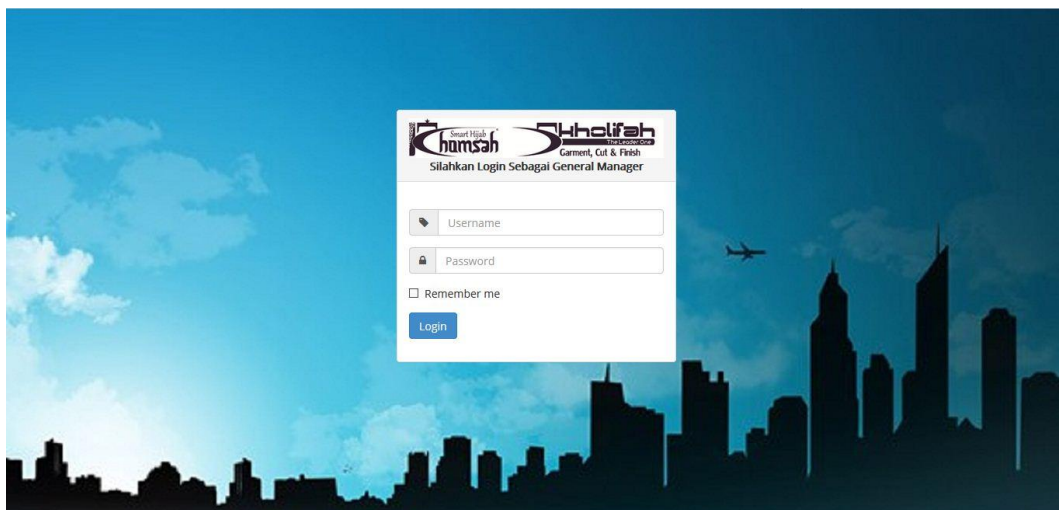 Smart Hijab
Khamsah
Kholifah
The Leader One
Garment, Cut & Finish
Silahkan Login Sebagai General Manager
Username
Password
Remember me
Login